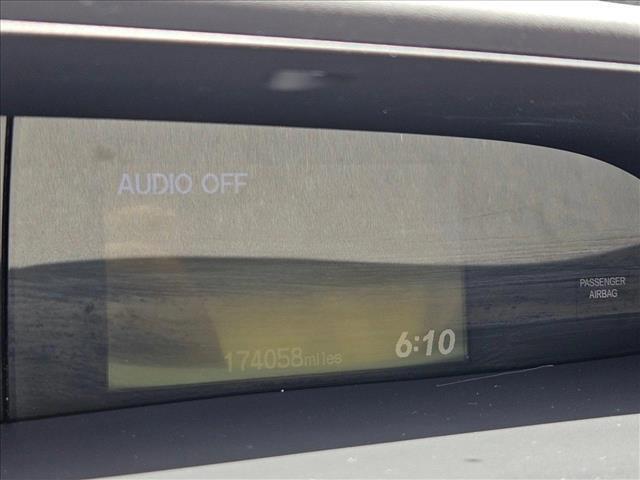 AUDIO OFF
PASSENGER
AIRBAG
174058miles
6:10